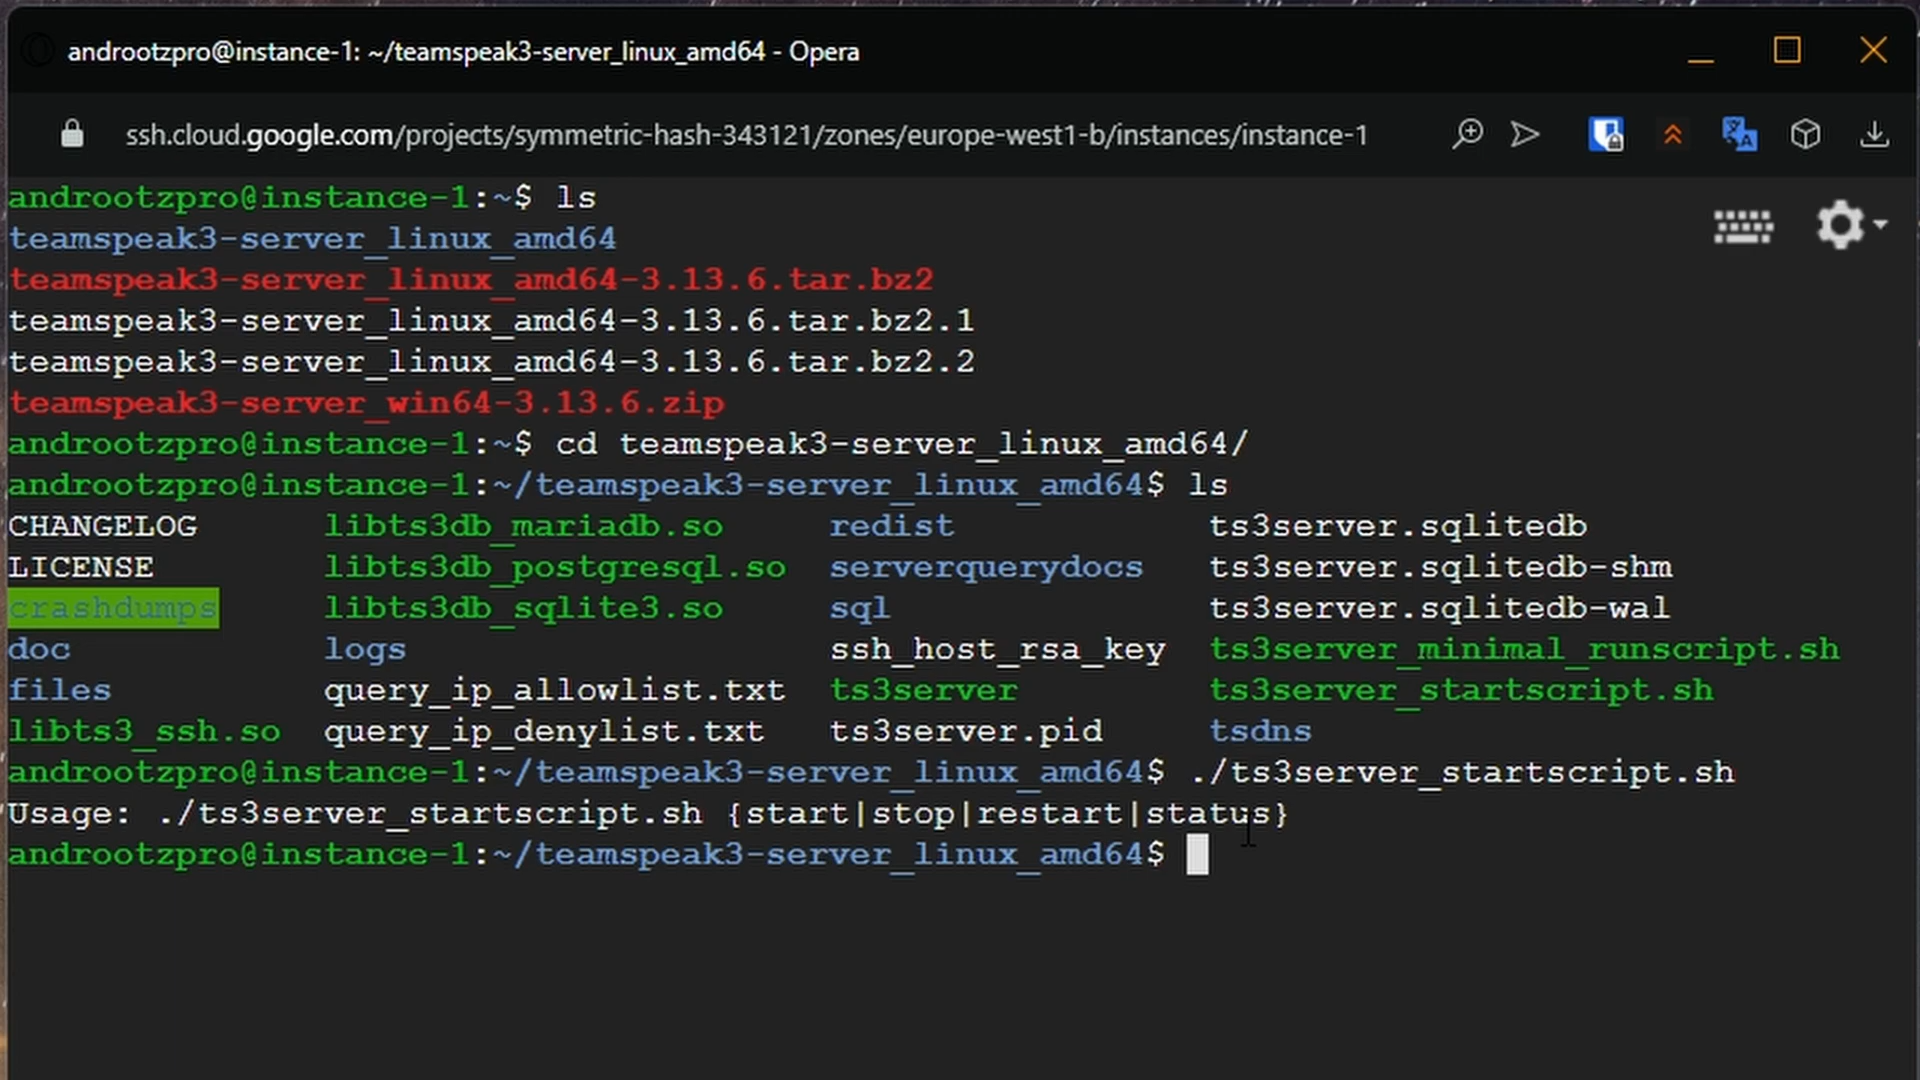 androotzpro@instance-1: ~/teamspeak3-server_linux_amd64 - Opera
ssh.cloud.google.com/projects/symmetric-hash-343121/zones/europe-west1-b/instances/instance-1
androotzpro@instance-1:~$ ls
teamspeak3-server_linux_amd64
teamspeak3-server_linux_amd64-3.13.6.tar.bz2
teamspeak3-server_linux_amd64-3.13.6.tar.bz2.1
teamspeak3-server_linux_amd64-3.13.6.tar.bz2.2
teamspeak3-server_win64-3.13.6.zip
androotzpro@instance-1:~$ cd teamspeak3-server_linux_amd64/
androotzpro@instance-1:~/teamspeak3-server_linux_amd64$ ls
CHANGELOG libts3db_mariadb.so redist ts3server.sqlitedb
LICENSE libts3db_postgresql.so serverquerydocs ts3server.sqlitedb-shm
crashdumps libts3db_sqlite3.so sql ts3server.sqlitedb-wal
doc logs ssh_host_rsa_key ts3server_minimal_runscript.sh
files query_ip_allowlist.txt ts3server ts3server_startscript.sh
libts3_ssh.so query_ip_denylist.txt ts3server.pid tsdns
androotzpro@instance-1:~/teamspeak3-server_linux_amd64$ ./ts3server_startscript.sh
Usage: ./ts3server_startscript.sh {start|stop|restart|status}
androotzpro@instance-1:~/teamspeak3-server_linux_amd64$